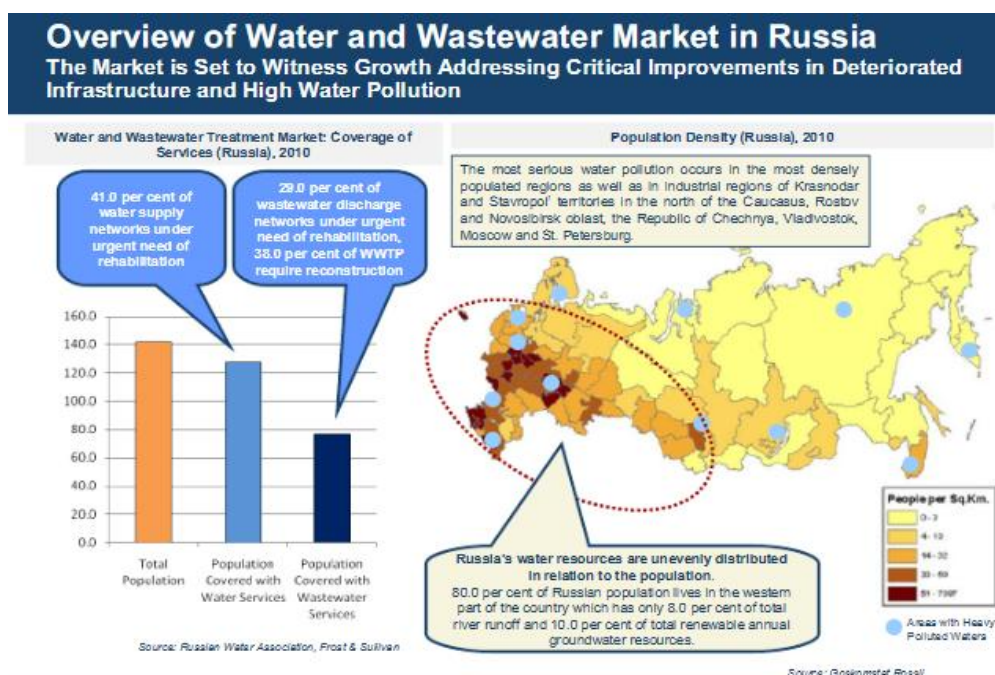 Overview of Water and Wastewater Market in Russia
The Market is Set to Witness Growth Addressing Critical Improvements in Deteriorated
Infrastructure and High Water Pollution
Water and Wastewater Treatment Market: Coverage of
Services (Russia), 2010
41.0 per cent of
water supply
networks under
urgent need of
rehabilitation
29.0 per cent of
wastewater discharge
networks under urgent
need of rehabilitation,
38.0 per cent of WWTP
require reconstruction
160.0
140.0
120.0
100.0
80.0
60.0
40.0
20.0
0.0
Total
Population
Population
Covered with
Water Services
Population
Covered with
Wastewater
Services
Source: Russian Water Association, Frost & Sullivan
Population Density (Russia), 2010
The most serious water pollution occurs in the most densely
populated regions as well as in industrial regions of Krasnodar
and Stavropol' territories in the north of the Caucasus, Rostov
and Novosibirsk oblast, the Republic of Chechnya, Vladivostok,
Moscow and St. Petersburg.
Russia's water resources are unevenly distributed
in relation to the population.
80.0 per cent of Russian population lives in the western
part of the country which has only 8.0 per cent of total
river runoff and 10.0 per cent of total renewable annual
groundwater resources.
People per Sq.Km.
0 - 3
4 - 13
14 - 32
33 - 50
Areas with Heavy
Polluted Waters
Source: Goskomstat Rossii